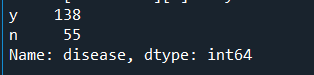 y    138
n     55
Name: disease, dtype: int64